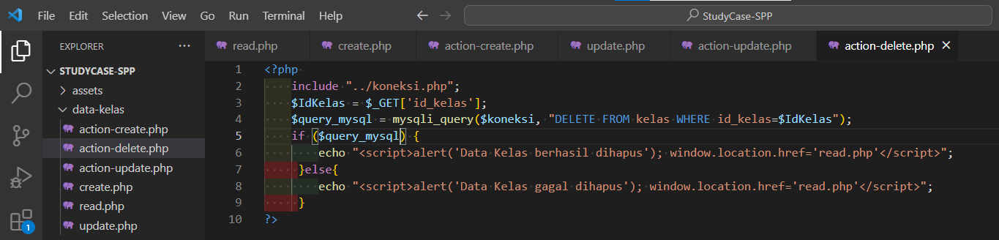 File Edit Selection View Go Run Terminal Help StudyCase-SPP
EXPLORER
read.php create.php action-create.php update.php action-update.php action-delete.php
STUDYCASE-SPP
assets
data-kelas
action-create.php
action-delete.php
action-update.php
create.php
read.php
update.php
1
1 <?php
2 include "../koneksi.php";
3 $IdKelas = $_GET['id_kelas'];
4 $query_mysql = mysqli_query($koneksi, "DELETE FROM kelas WHERE id_kelas=$IdKelas");
5 if ($query_mysql) {
6 echo "<script>alert('Data Kelas berhasil dihapus'); window.location.href='read.php'</script>";
7 }else{
8 echo "<script>alert('Data Kelas gagal dihapus'); window.location.href='read.php'</script>";
9 }
10 ?>